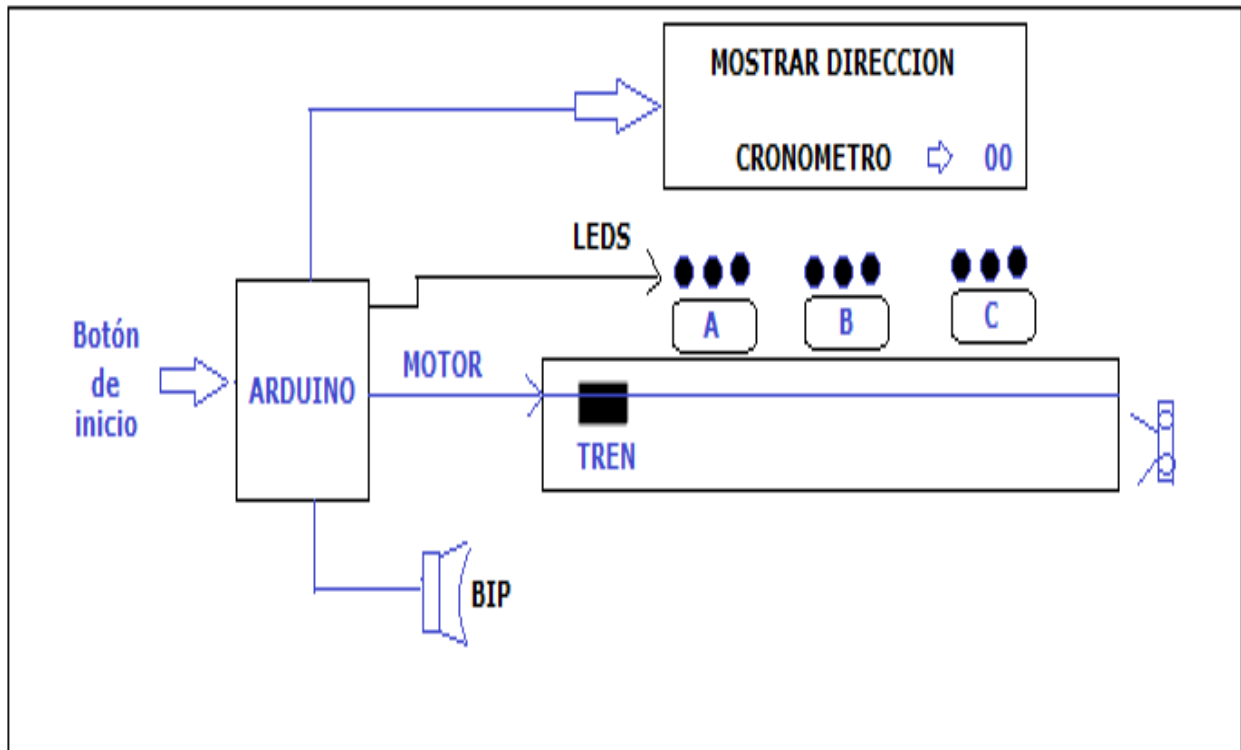 MOSTRAR DIRECCION
CRONOMETRO 00
LEDS
A B C
Botón
de
inicio
ARDUINO
MOTOR
TREN
BIP